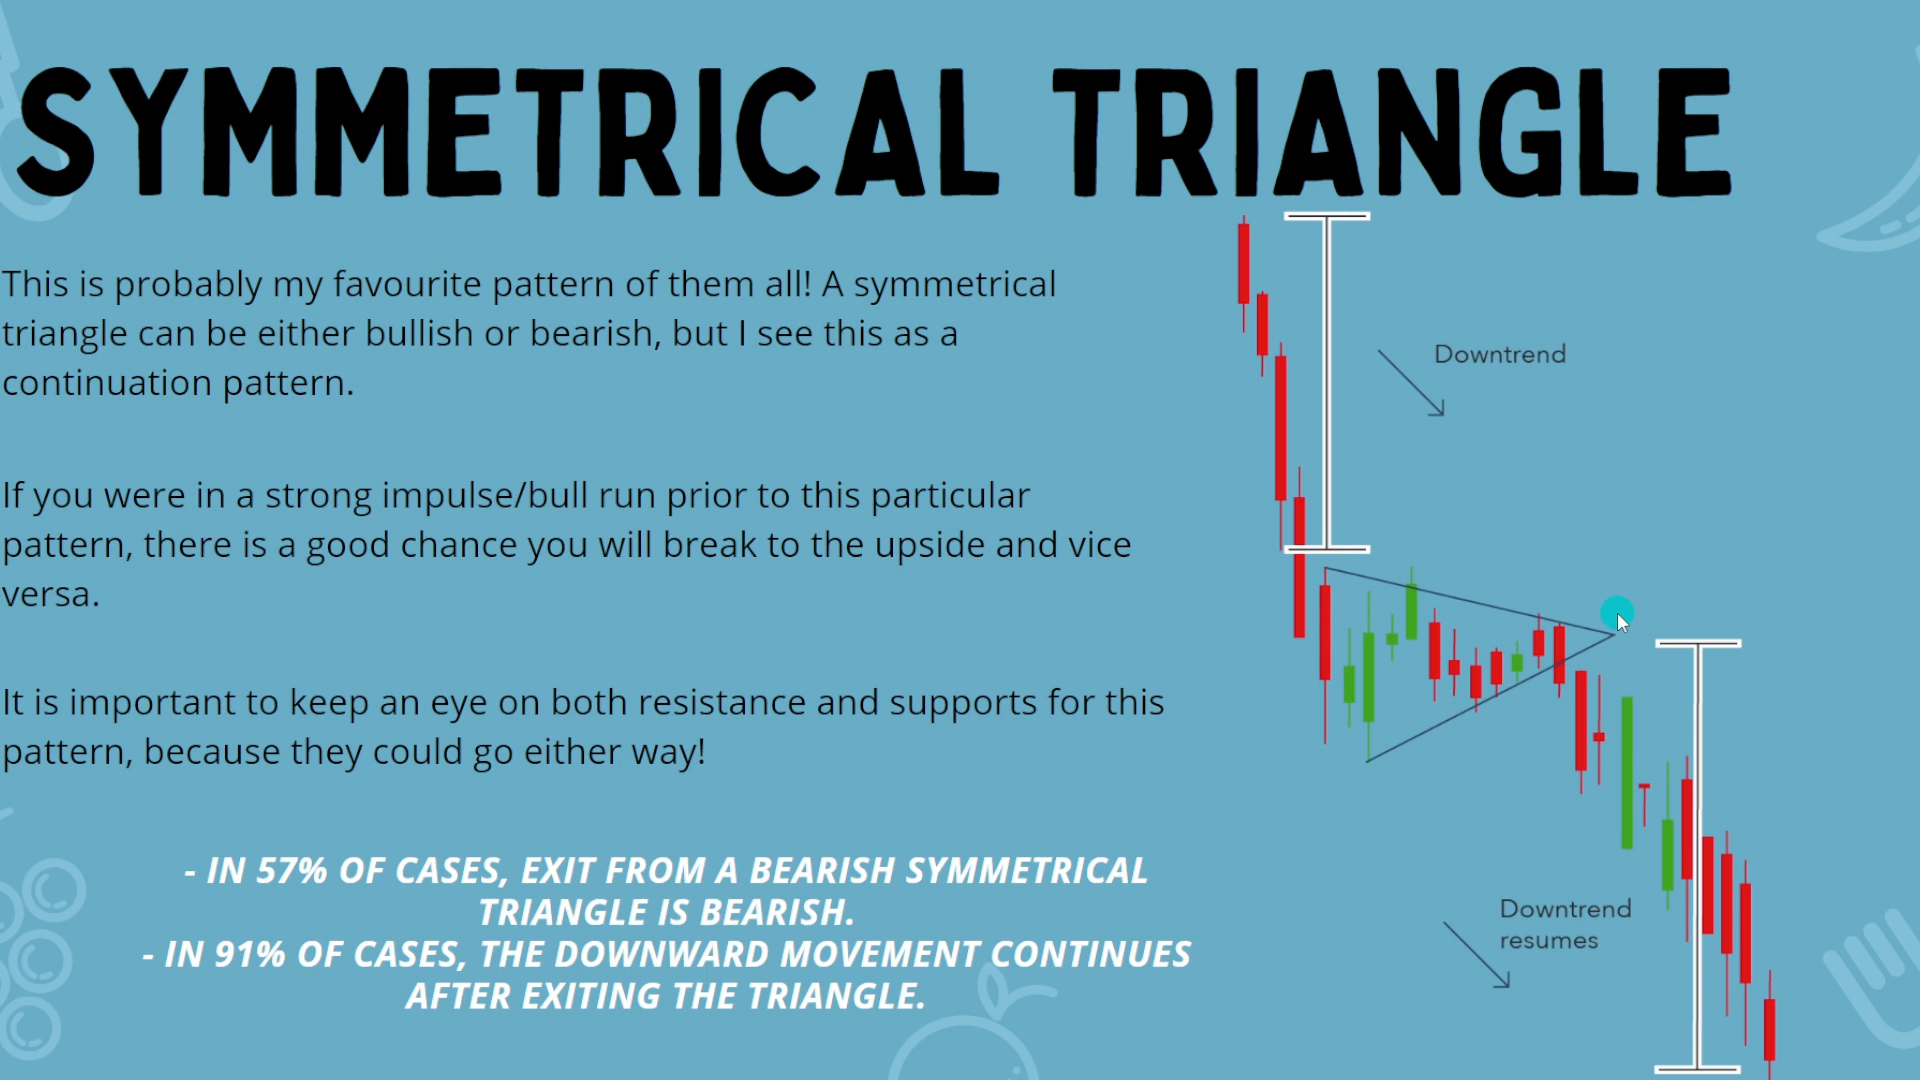 SYMMETRICAL TRIANGLE
This is probably my favourite pattern of them all! A symmetrical
triangle can be either bullish or bearish, but I see this as a
continuation pattern.
If you were in a strong impulse/bull run prior to this particular
pattern, there is a good chance you will break to the upside and vice
versa.
It is important to keep an eye on both resistance and supports for this
pattern, because they could go either way!
- IN 57% OF CASES, EXIT FROM A BEARISH SYMMETRICAL
TRIANGLE IS BEARISH.
- IN 91% OF CASES, THE DOWNWARD MOVEMENT CONTINUES
AFTER EXITING THE TRIANGLE.
Downtrend
Downtrend
resumes